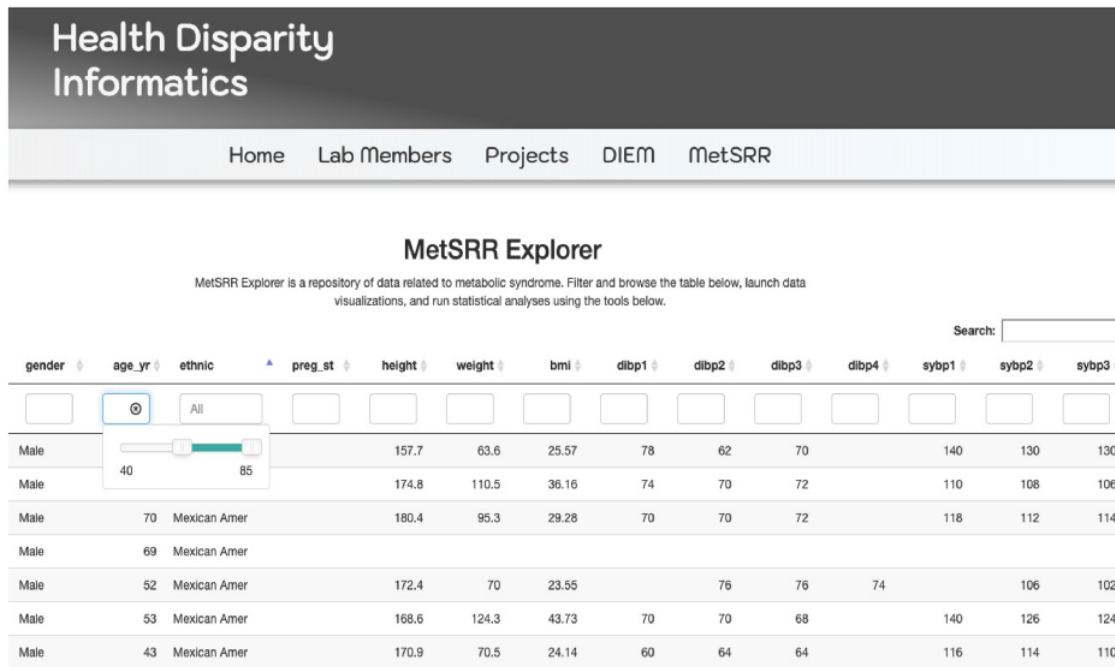 Health Disparity
Informatics
Home Lab Members Projects DIEM MetSRR
MetSRR Explorer
MetSRR Explorer is a repository of data related to metabolic syndrome. Filter and browse the table below, launch data
visualizations, and run statistical analyses using the tools below.
Search:
gender age_yr ethnic preg_st height weight bmi dibp1 dibp2 dibp3 dibp4 sybp1 sybp2 sybp3
All
Male 157.7 63.6 25.57 78 62 70 140 130 130
40 85
Male 174.8 110.5 36.16 74 70 72 110 108 106
Male 70 Mexican Amer 180.4 95.3 29.28 70 70 72 118 112 114
Male 69 Mexican Amer
Male 52 Mexican Amer 172.4 70 23.55 76 76 74 106 102
Male 53 Mexican Amer 168.6 124.3 43.73 70 70 68 140 126 124
Male 43 Mexican Amer 170.9 70.5 24.14 60 64 64 116 114 110